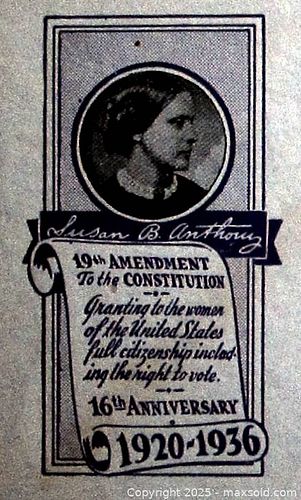 Susan B. Anthony
19th AMENDMENT
To the CONSTITUTION
Granting to the women
of the United States
full citizenship includ-
ing the right to vote.
16th ANNIVERSARY
1920-1936
Copyright 2025 - maxsold.com